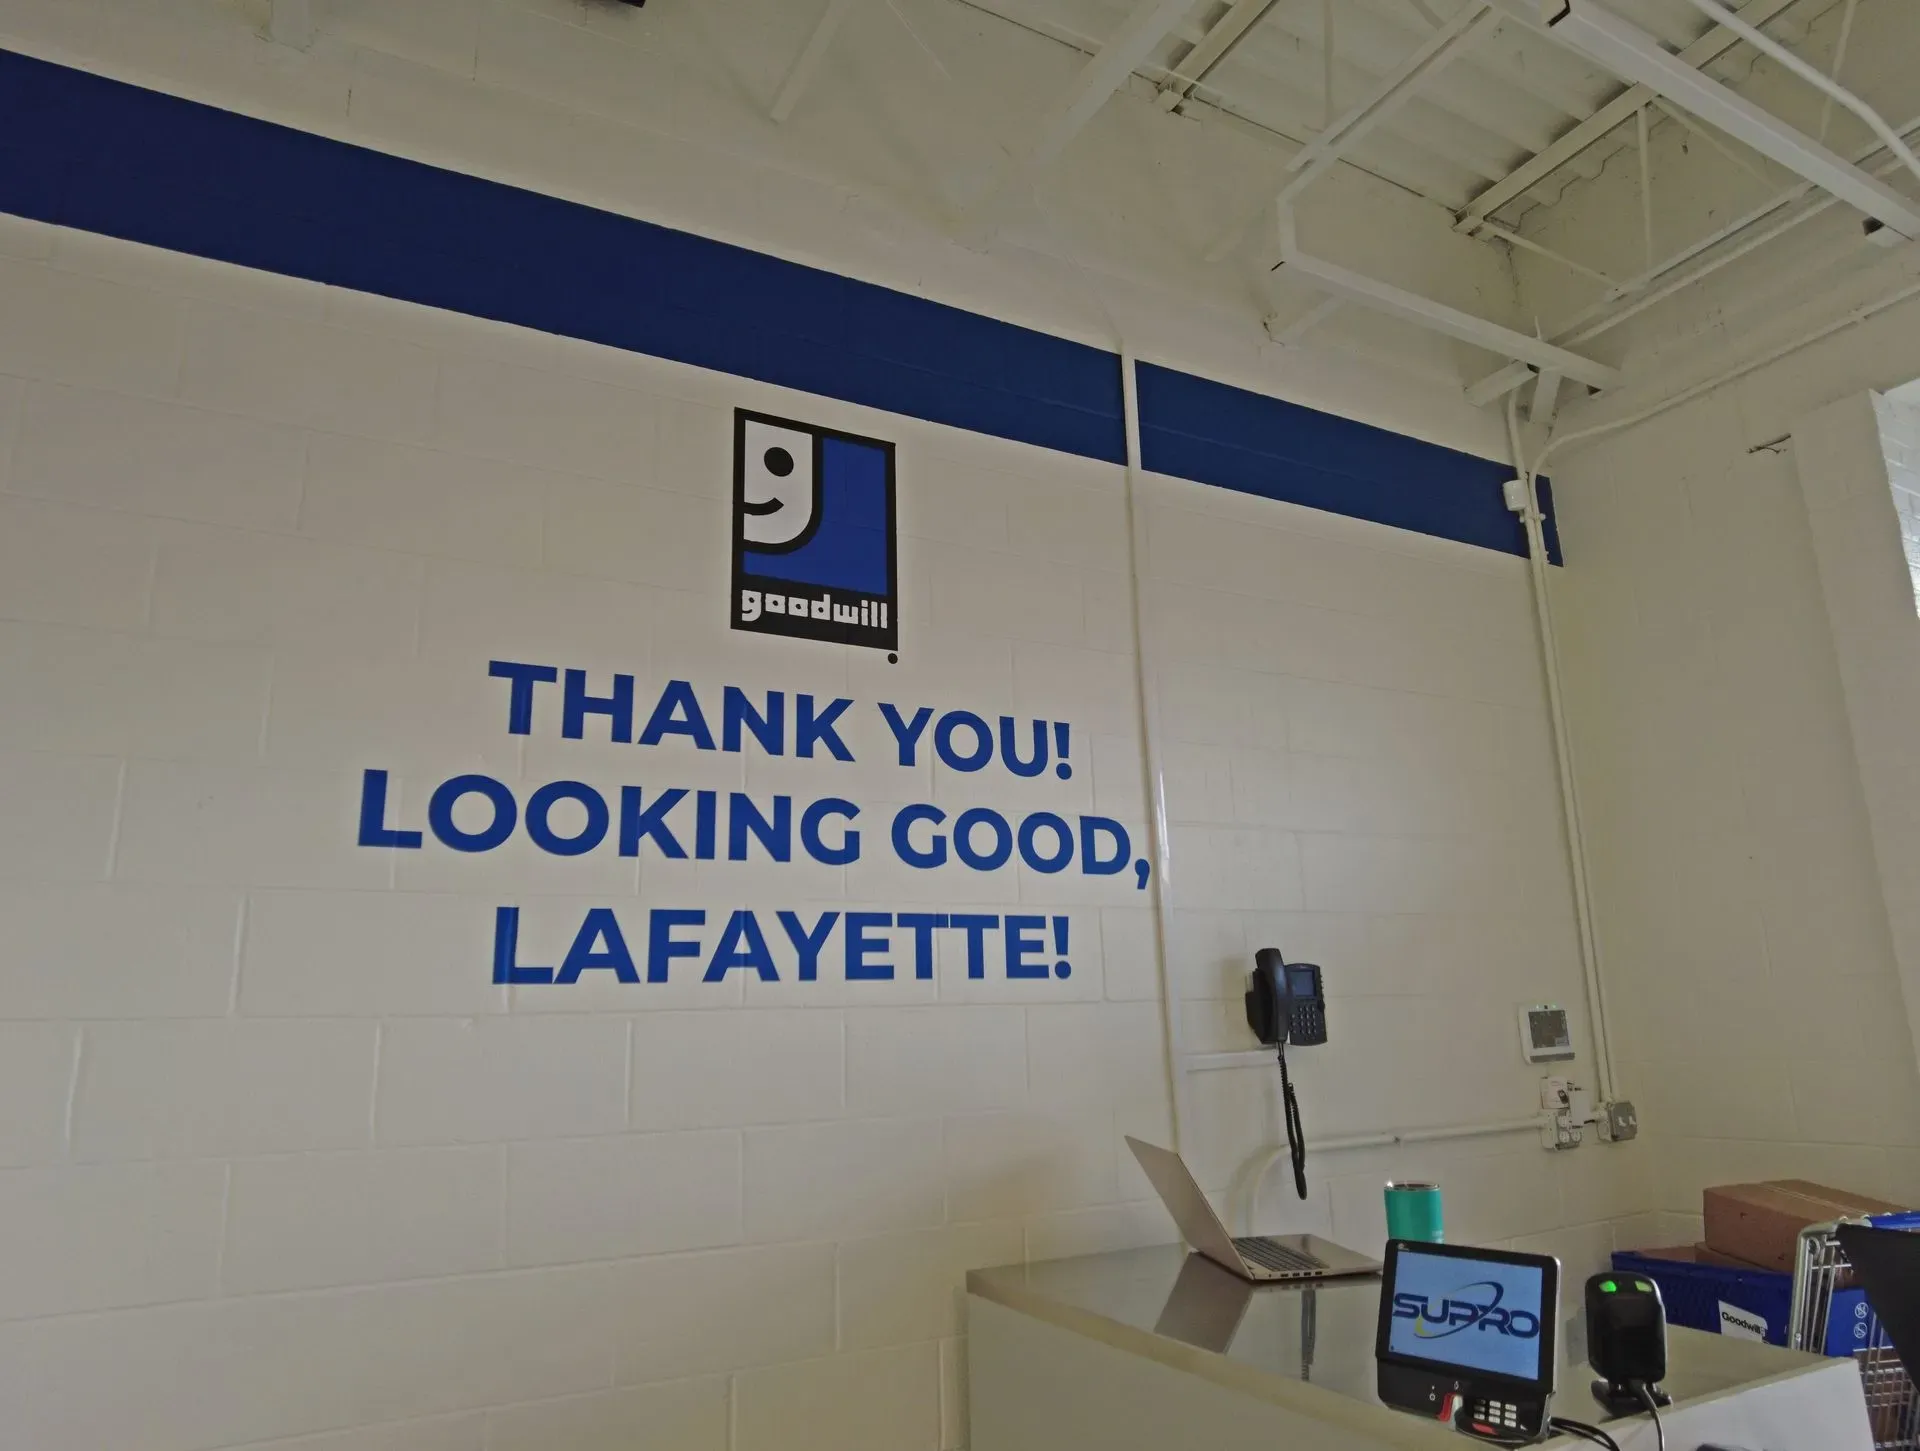 goodwill
THANK YOU!
LOOKING GOOD,
LAFAYETTE!
SUPRO
Goodwill